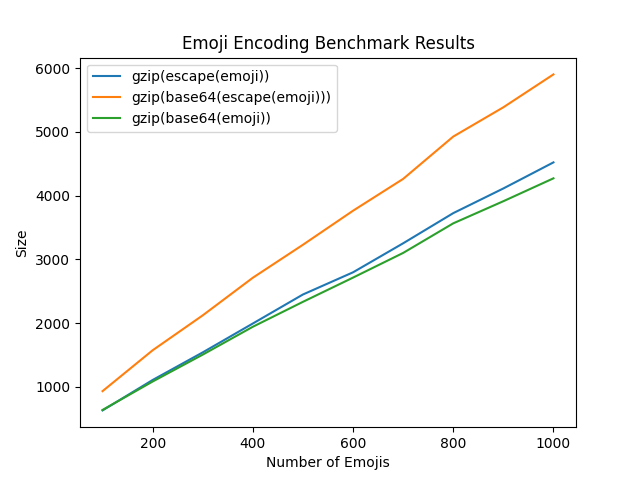 Emoji Encoding Benchmark Results
gzip(escape(emoji))
gzip(base64(escape(emoji)))
gzip(base64(emoji))
6000
5000
4000
3000
2000
1000
Size
200 400 600 800 1000
Number of Emojis